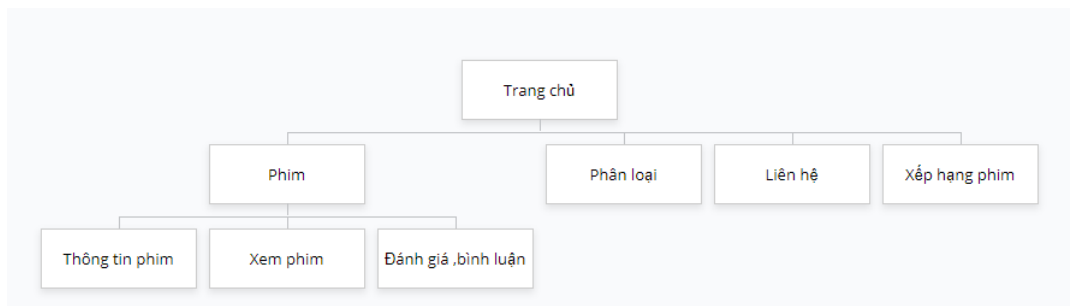 Trang chủ
Phim
Phân loại
Liên hệ
Xếp hạng phim
Thông tin phim
Xem phim
Đánh giá ,bình luận